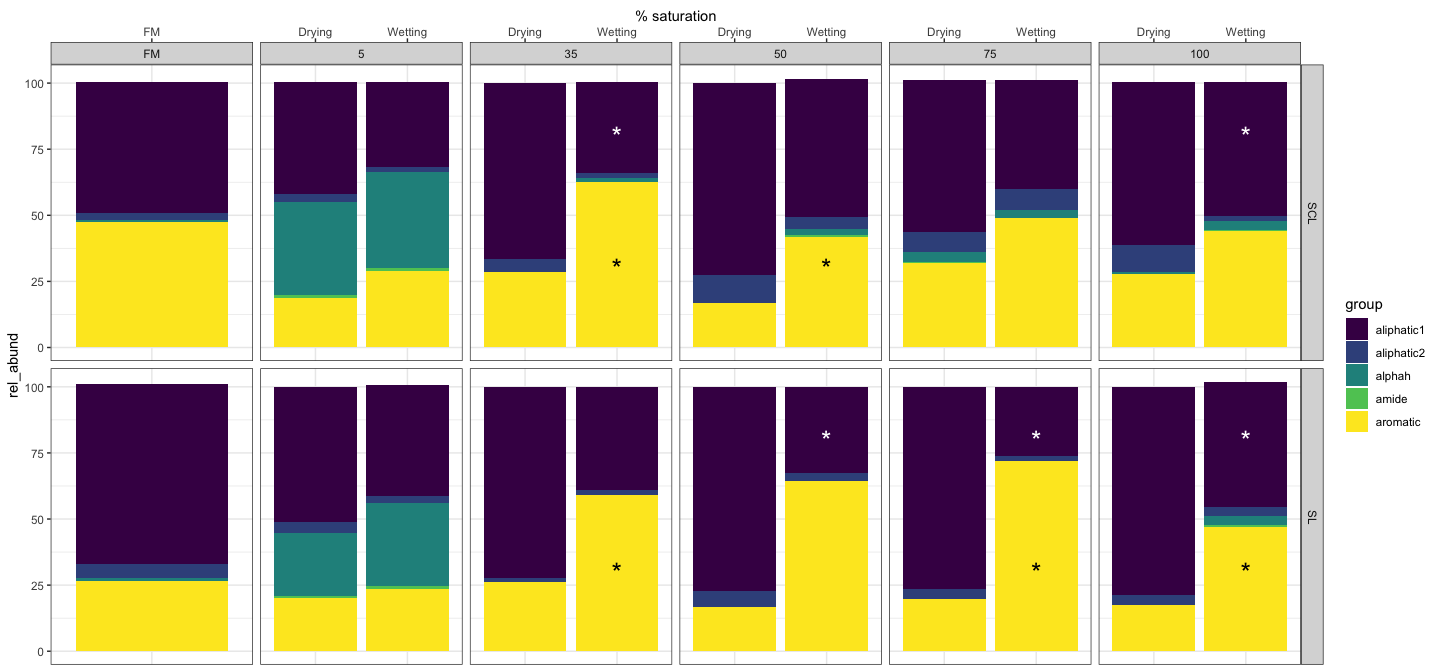 % saturation
FM Drying Wetting Drying Wetting Drying Wetting Drying Wetting Drying Wetting
FM 5 35 50 75 100
100
75
50
25
0
SCL
* * * * *
rel_abund
100
75
50
25
0
SL
* * * * * *
group
aliphatic1
aliphatic2
alphah
amide
aromatic